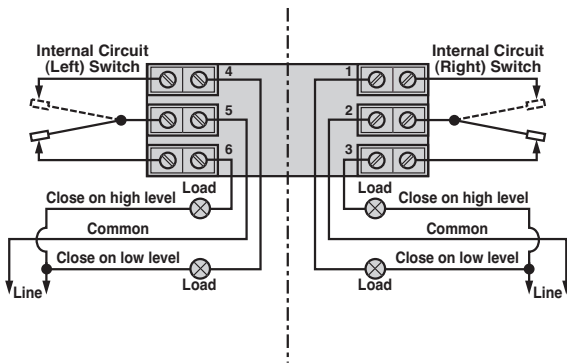 Internal Circuit
(Left) Switch
Internal Circuit
(Right) Switch
4
1
5
2
6
3
Load
Load
Close on high level
Close on high level
Common
Common
Close on low level
Close on low level
Line
Load
Load
Line